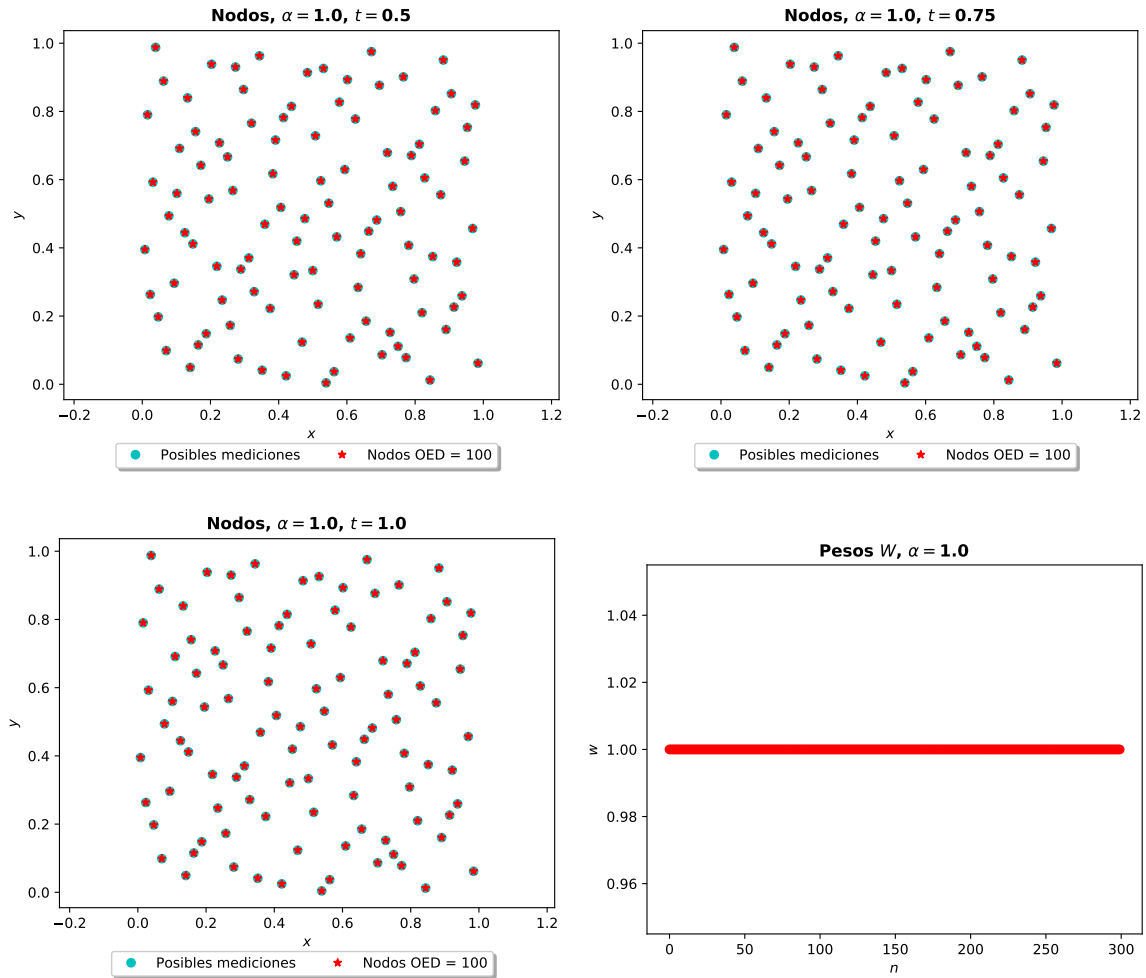 Nodos, α = 1.0, t = 0.5
1.0
0.8
0.6
0.4
0.2
0.0
y
−0.2 0.0 0.2 0.4 0.6 0.8 1.0 1.2
x
Posibles mediciones Nodos OED = 100
Nodos, α = 1.0, t = 0.75
1.0
0.8
0.6
0.4
0.2
0.0
y
−0.2 0.0 0.2 0.4 0.6 0.8 1.0 1.2
x
Posibles mediciones Nodos OED = 100
Nodos, α = 1.0, t = 1.0
1.0
0.8
0.6
0.4
0.2
0.0
y
−0.2 0.0 0.2 0.4 0.6 0.8 1.0 1.2
x
Posibles mediciones Nodos OED = 100
Pesos W, α = 1.0
1.04
1.02
1.00
0.98
0.96
w
0 50 100 150 200 250 300
n